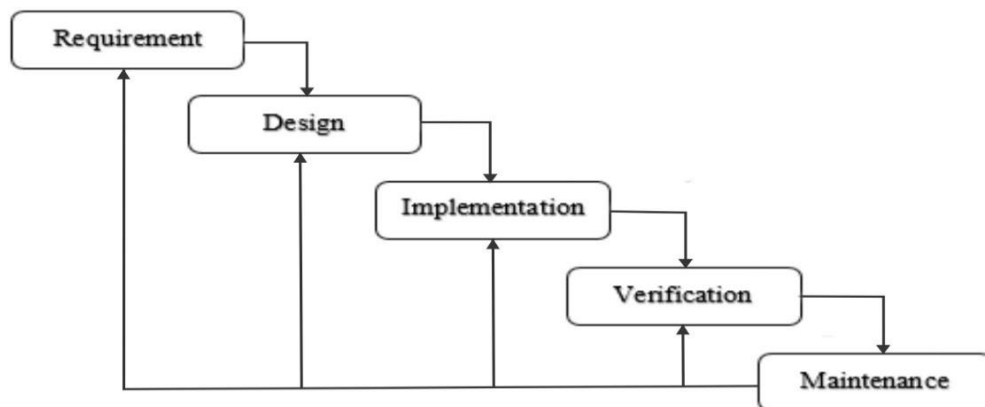 Requirement
Design
Implementation
Verification
Maintenance